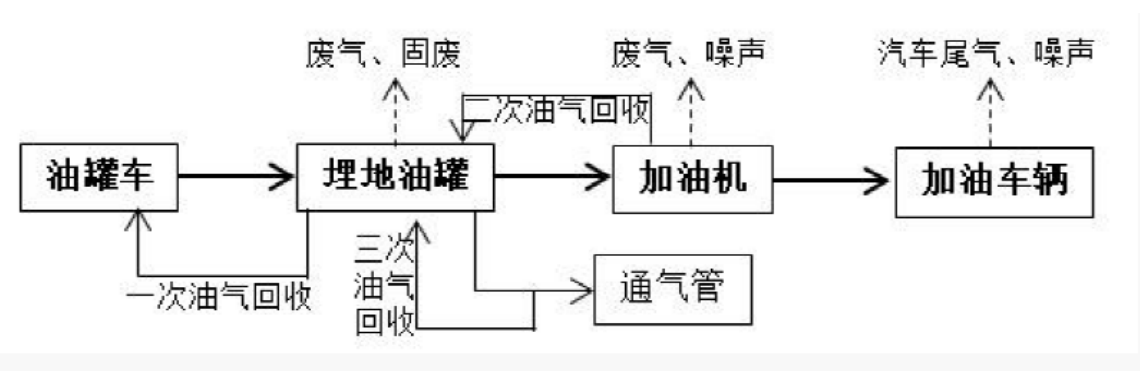 废气、固废
废气、噪声
汽车尾气、噪声
二次油气回收
油罐车
埋地油罐
加油机
加油车辆
三次
油气
回收
一次油气回收
通气管